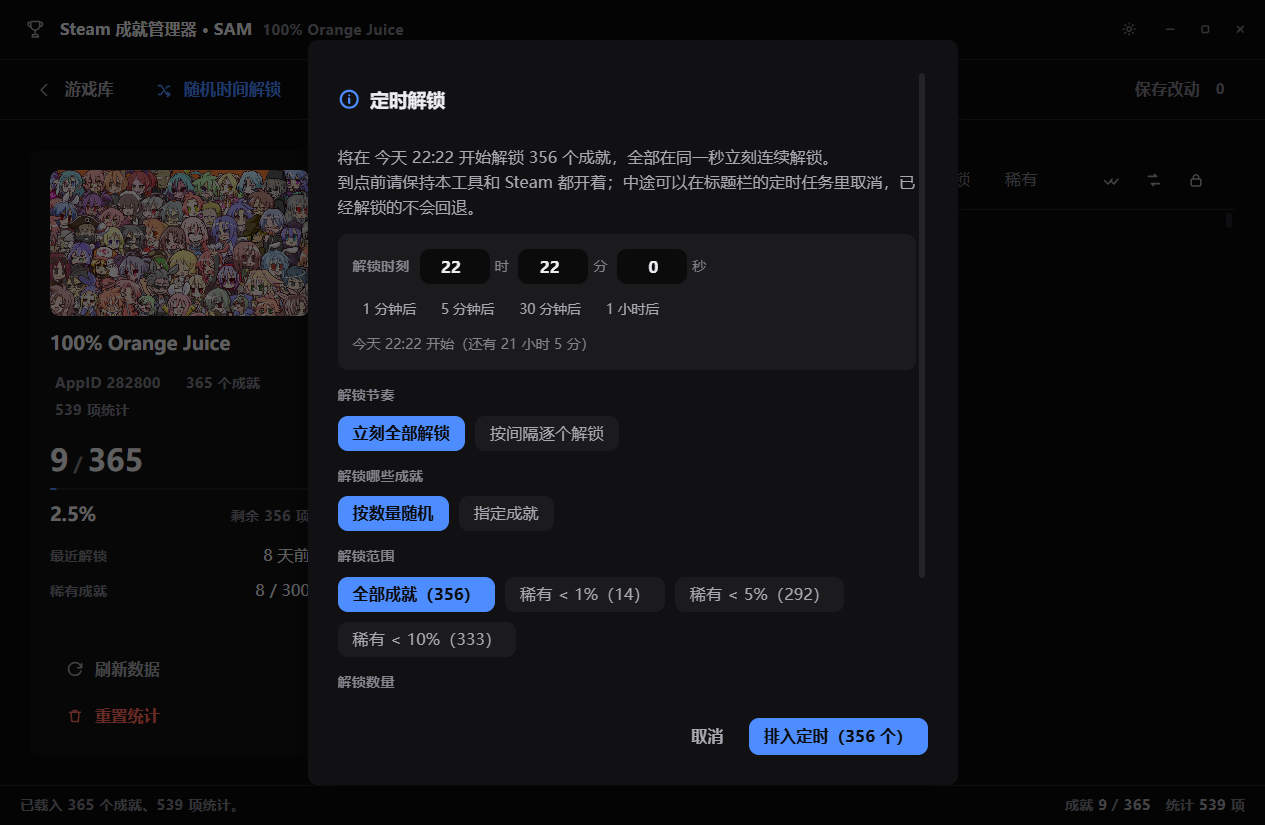 Steam 成就管理器 • SAM 100% Orange Juice
游戏库 随机时间解锁 保存改动 0
定时解锁
将在 今天 22:22 开始解锁 356 个成就，全部在同一秒立刻连续解锁。
到点前请保持本工具和 Steam 都开着；中途可以在标题栏的定时任务里取消，已
经解锁的不会回退。
锁 稀有
解锁时刻 22 时 22 分 0 秒
1 分钟后 5 分钟后 30 分钟后 1 小时后
今天 22:22 开始（还有 21 小时 5 分）
解锁节奏
立刻全部解锁 按间隔逐个解锁
解锁哪些成就
按数量随机 指定成就
解锁范围
全部成就（356） 稀有 < 1%（14） 稀有 < 5%（292）
稀有 < 10%（333）
解锁数量
取消 排入定时（356 个）
100% Orange Juice
AppID 282800 365 个成就
539 项统计
9 / 365
2.5% 剩余 356 项
最近解锁 8 天前
稀有成就 8 / 300
刷新数据
重置统计
已载入 365 个成就、539 项统计。 成就 9 / 365 统计 539 项